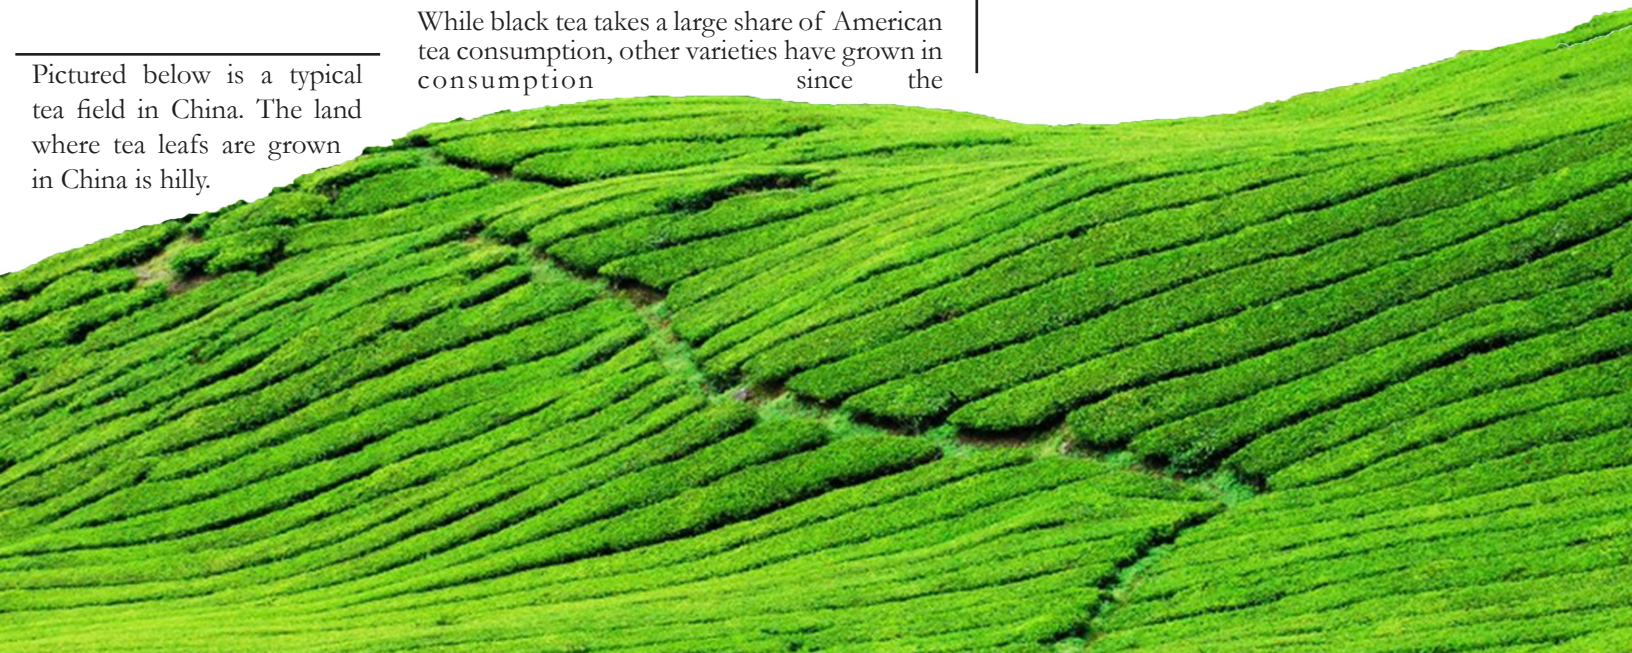 Pictured below is a typical
tea field in China. The land
where tea leafs are grown
in China is hilly.
While black tea takes a large share of American
tea consumption, other varieties have grown in
consumption since the